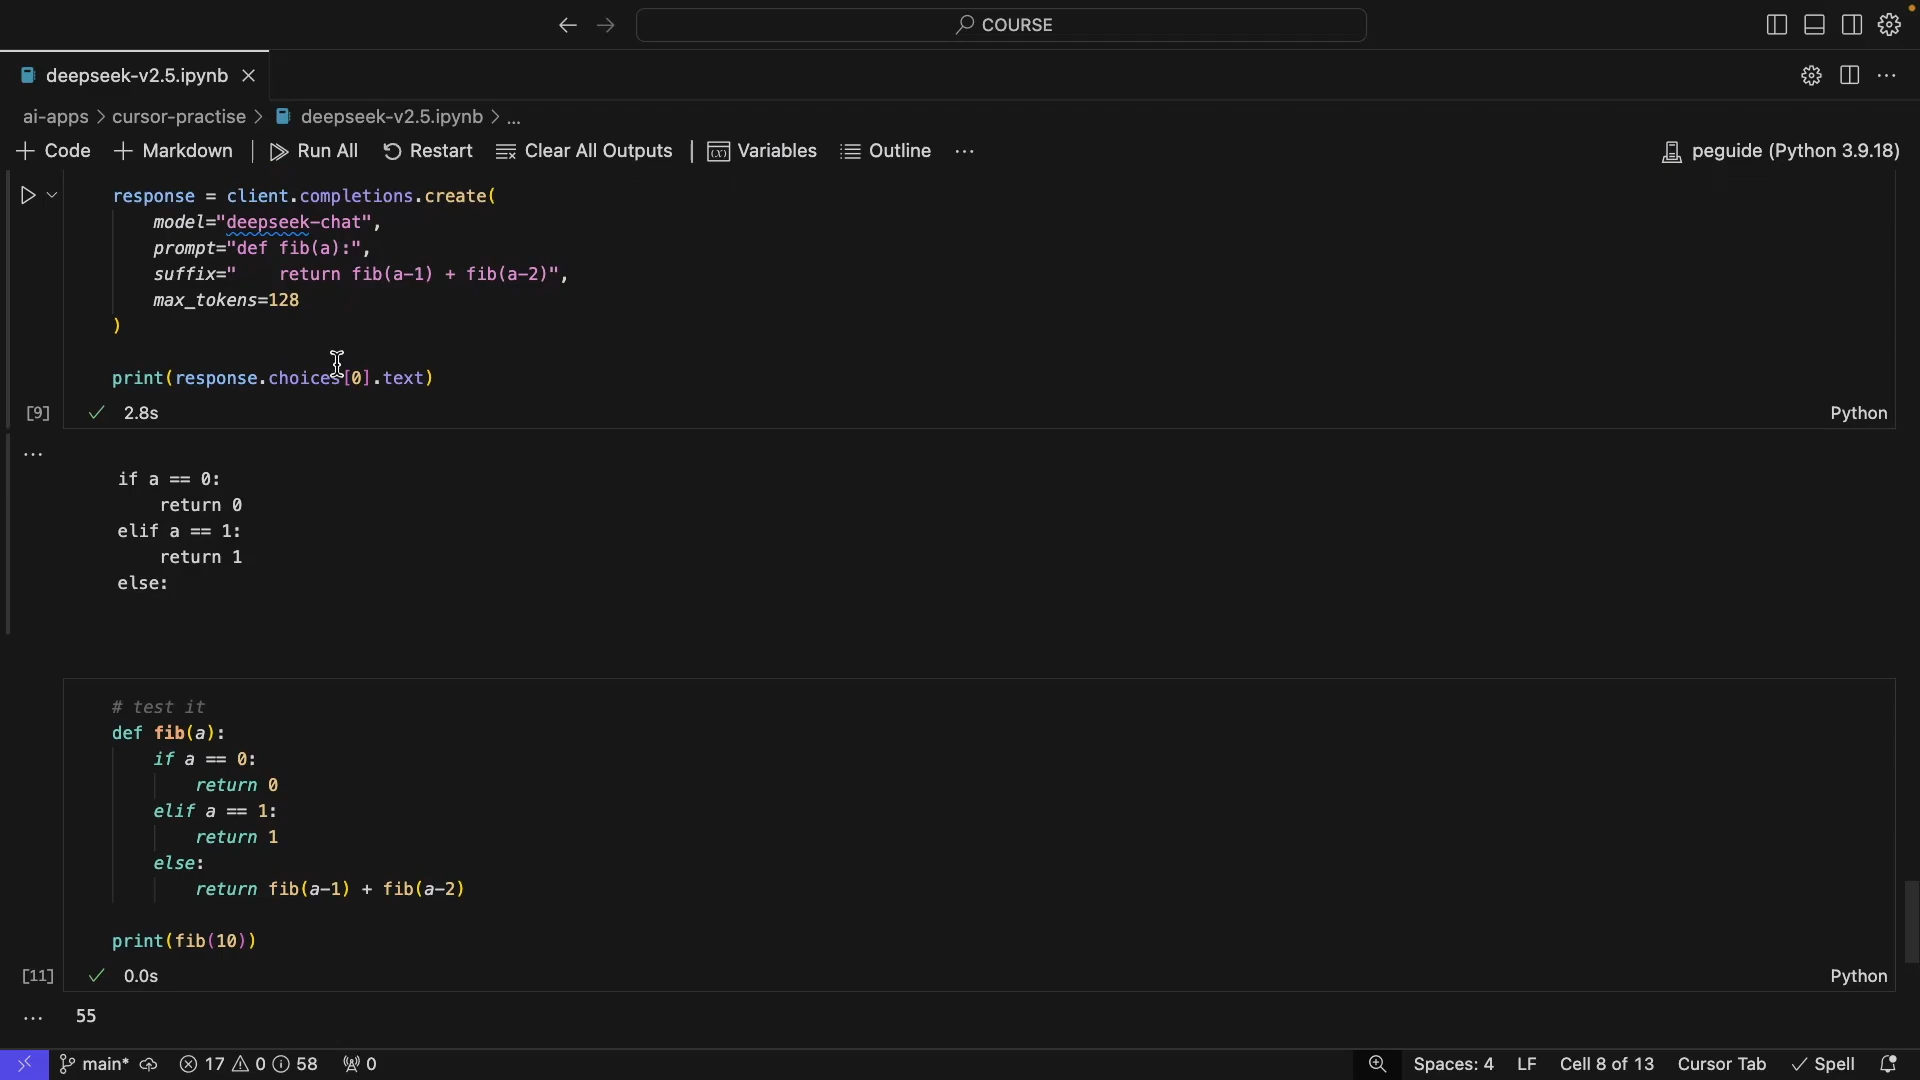 COURSE
deepseek-v2.5.ipynb
ai-apps > cursor-practise > deepseek-v2.5.ipynb > ...
+ Code + Markdown | Run All Restart Clear All Outputs | Variables Outline ...
peguide (Python 3.9.18)
response = client.completions.create(
    model="deepseek-chat",
    prompt="def fib(a):",
    suffix="    return fib(a-1) + fib(a-2)",
    max_tokens=128
)
print(response.choices[0].text)
[9] ✓ 2.8s Python
...
if a == 0:
    return 0
elif a == 1:
    return 1
else:
# test it
def fib(a):
    if a == 0:
        return 0
    elif a == 1:
        return 1
    else:
        return fib(a-1) + fib(a-2)
print(fib(10))
[11] ✓ 0.0s Python
... 55
main* 17 0 58 0 Spaces: 4 LF Cell 8 of 13 Cursor Tab ✓ Spell